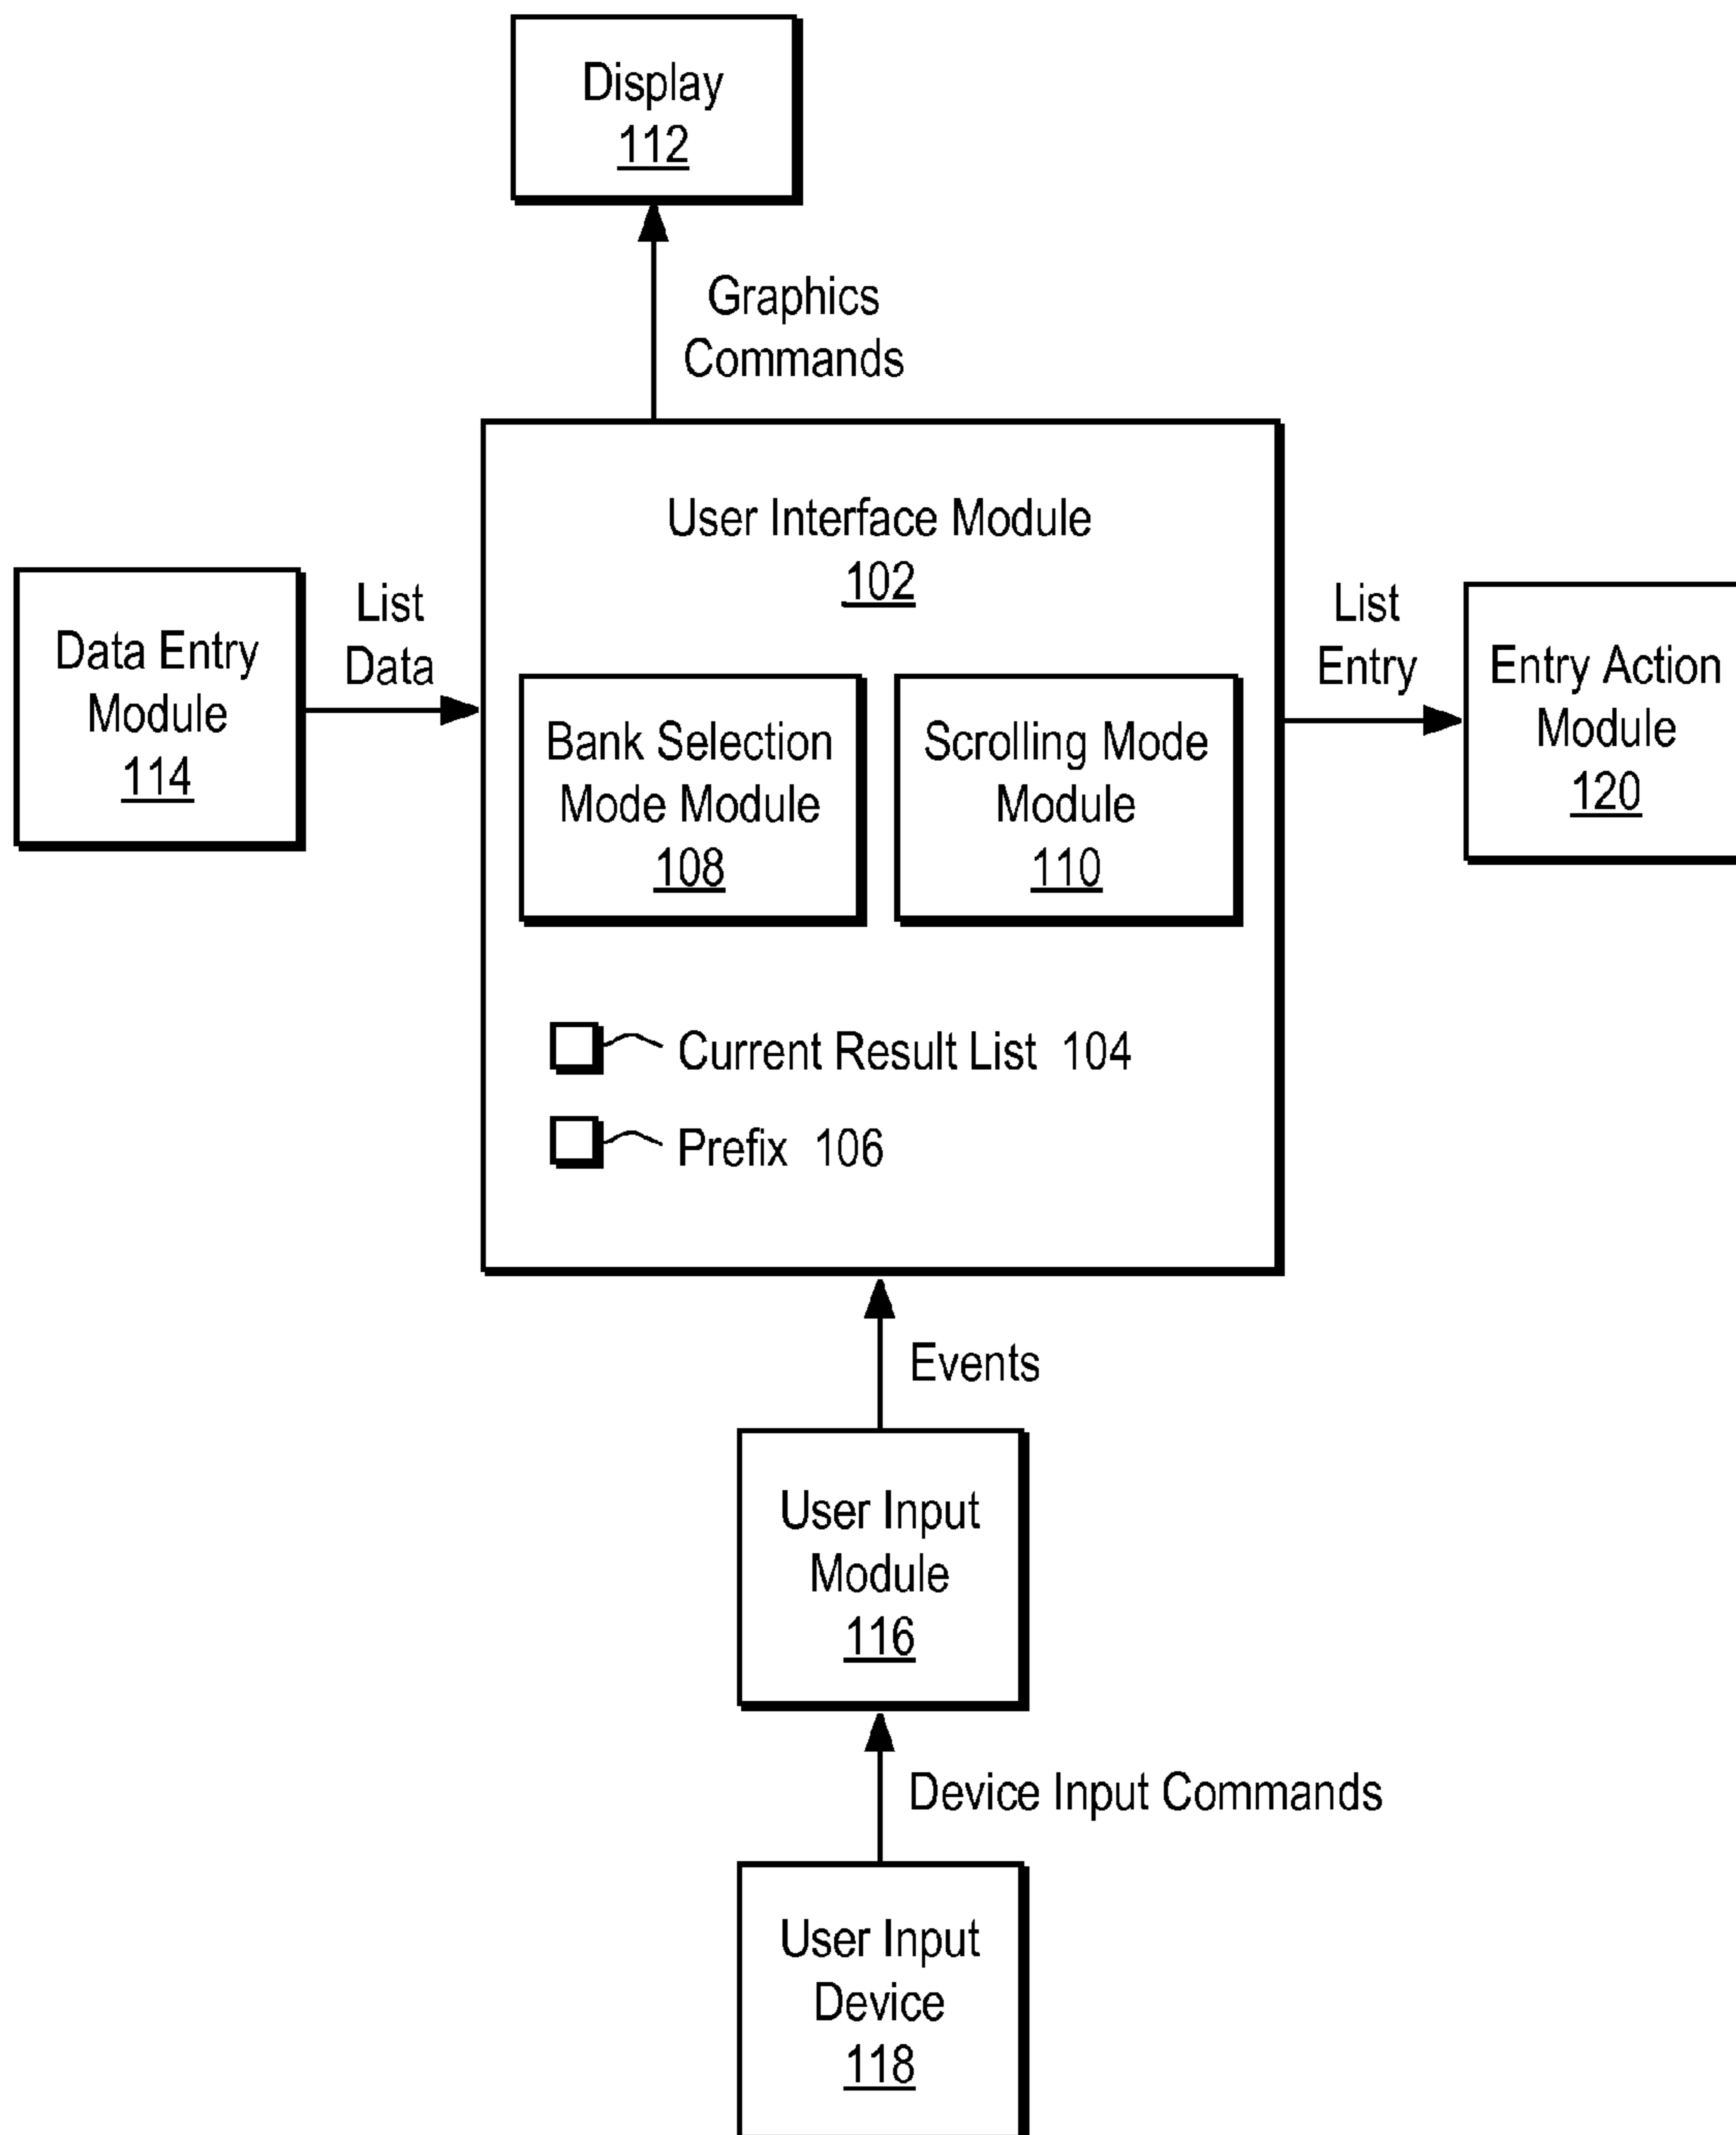 Display
112
Graphics
Commands
User Interface Module
102
Data Entry
Module
114
List
Data
Bank Selection
Mode Module
108
Scrolling Mode
Module
110
List
Entry
Entry Action
Module
120
Current Result List 104
Prefix 106
Events
User Input
Module
116
Device Input Commands
User Input
Device
118